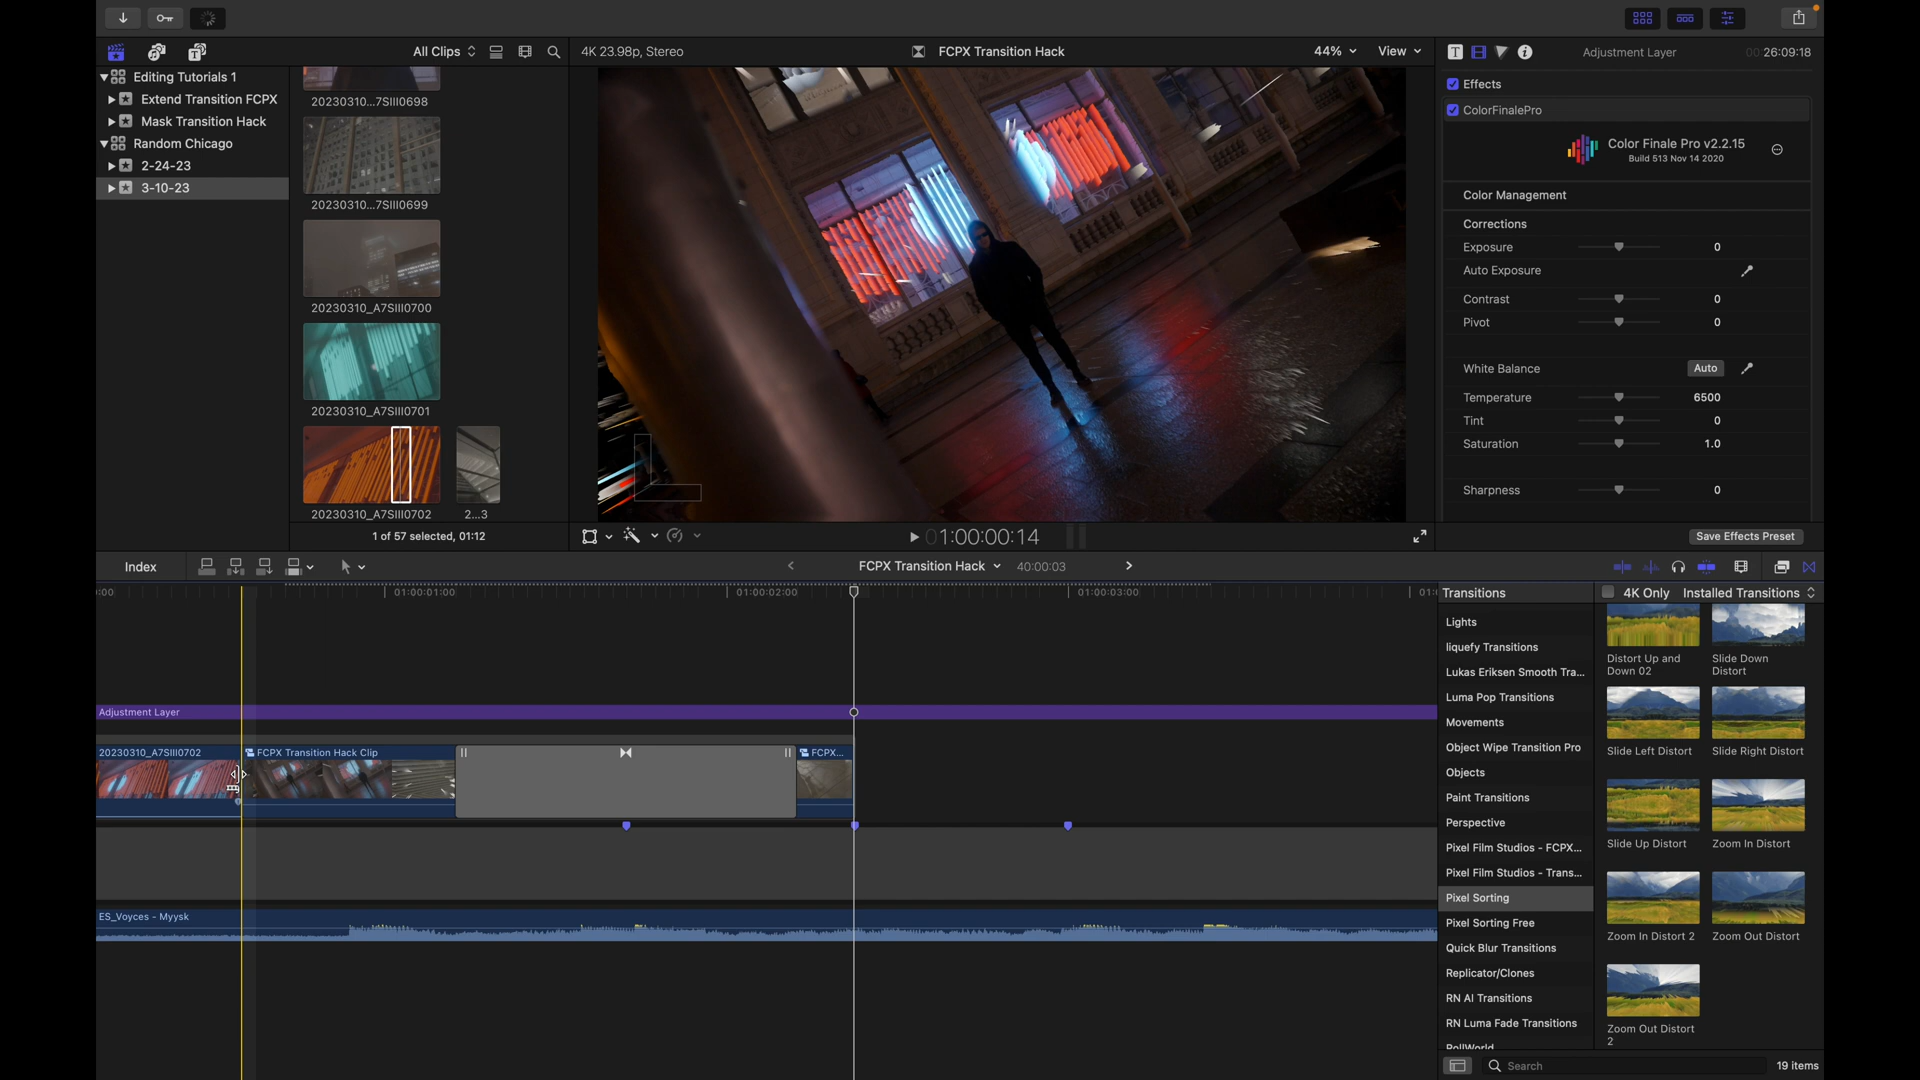 All Clips
4K 23.98p, Stereo
FCPX Transition Hack
44%
View
Adjustment Layer
00:26:09:18
Editing Tutorials 1
Extend Transition FCPX
Mask Transition Hack
Random Chicago
2-24-23
3-10-23
20230310...7SIII0698
20230310...7SIII0699
20230310_A7SIII0700
20230310_A7SIII0701
20230310_A7SIII0702
2...3
1 of 57 selected, 01:12
01:00:00:14
Effects
ColorFinalePro
Color Finale Pro v2.2.15
Build 513 Nov 14 2020
Color Management
Corrections
Exposure 0
Auto Exposure
Contrast 0
Pivot 0
White Balance Auto
Temperature 6500
Tint 0
Saturation 1.0
Sharpness 0
Save Effects Preset
Index
FCPX Transition Hack
40:00:03
:00
01:00:01:00
01:00:02:00
01:00:03:00
Adjustment Layer
20230310_A7SIII0702
FCPX Transition Hack Clip
FCPX...
ES_Voyces - Myysk
Transitions
4K Only
Installed Transitions
Lights
liquefy Transitions
Lukas Eriksen Smooth Tra...
Luma Pop Transitions
Movements
Object Wipe Transition Pro
Objects
Paint Transitions
Perspective
Pixel Film Studios - FCPX...
Pixel Film Studios - Trans...
Pixel Sorting
Pixel Sorting Free
Quick Blur Transitions
Replicator/Clones
RN AI Transitions
RN Luma Fade Transitions
RollWorld
Distort Up and
Down 02
Slide Down
Distort
Slide Left Distort
Slide Right Distort
Slide Up Distort
Zoom In Distort
Zoom In Distort 2
Zoom Out Distort
Zoom Out Distort
2
Search
19 items